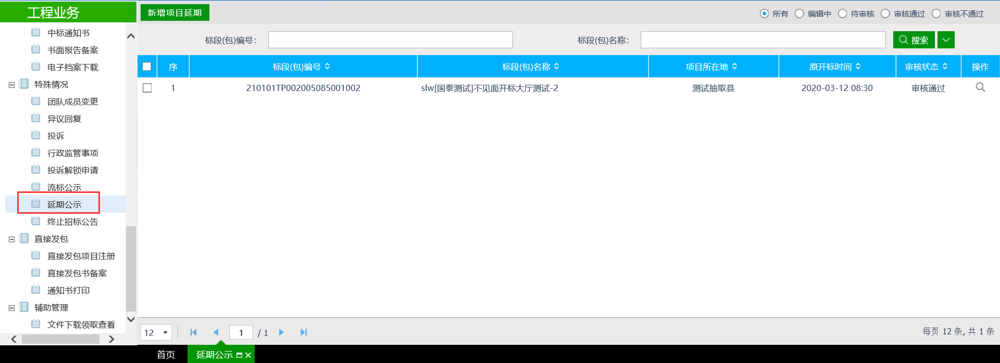 工程业务
中标通知书
书面报告备案
电子档案下载
特殊情况
团队成员变更
异议回复
投诉
行政监管事项
投诉解锁申请
流标公示
延期公示
终止招标公告
直接发包
直接发包项目注册
直接发包书备案
通知书打印
辅助管理
文件下载领取查看
新增项目延期
所有 编辑中 待审核 审核通过 审核不通过
标段(包)编号: 标段(包)名称: 搜索
序 标段(包)编号 标段(包)名称 项目所在地 原开标时间 审核状态 操作
1 210101TP002005085001002 slw[国泰测试]不见面开标大厅测试-2 测试抽取县 2020-03-12 08:30 审核通过
12 1 / 1 每页 12 条, 共 1 条
首页 延期公示